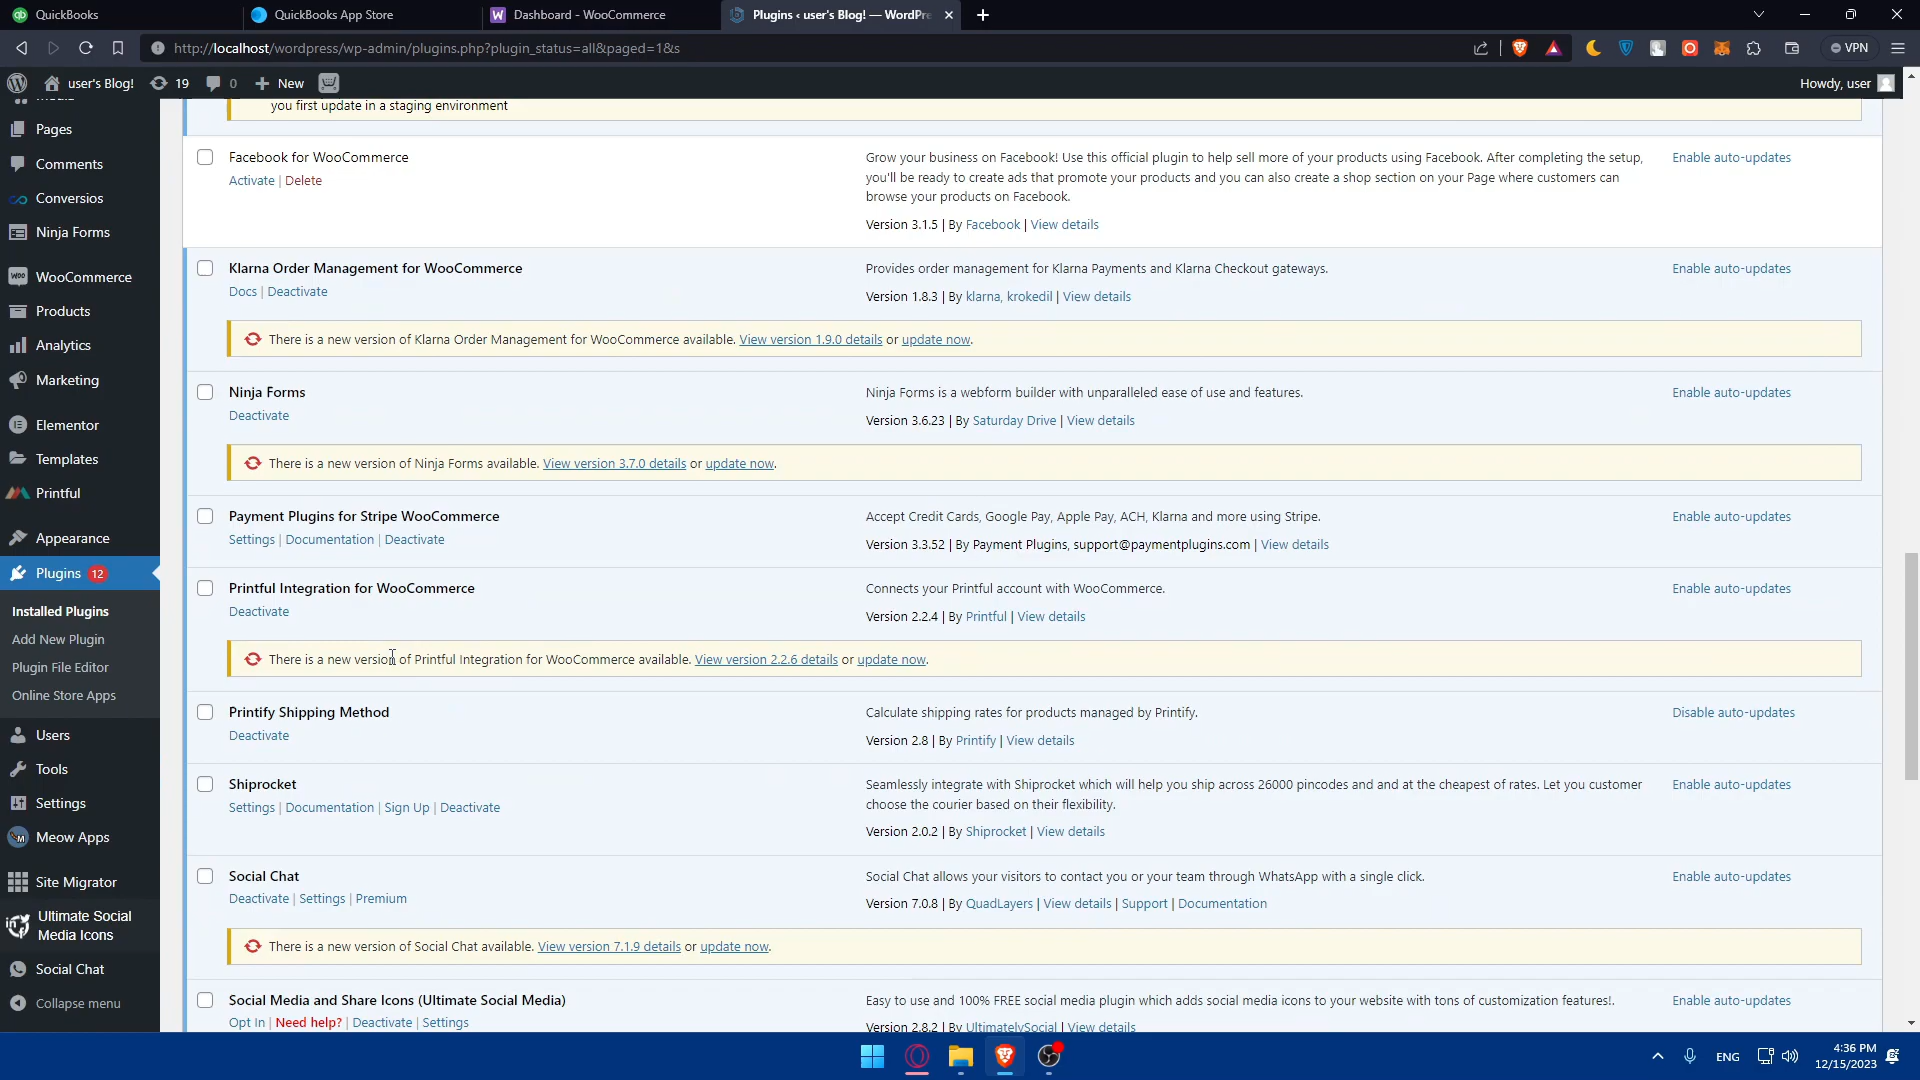 QuickBooks
QuickBooks App Store
Dashboard - WooCommerce
Plugins ‹ user's Blog! — WordPre
http://localhost/wordpress/wp-admin/plugins.php?plugin_status=all&paged=1&s
VPN
user's Blog!
19
0
New
Howdy, user
Pages
Comments
Conversios
Ninja Forms
WooCommerce
Products
Analytics
Marketing
Elementor
Templates
Printful
Appearance
Plugins 12
Installed Plugins
Add New Plugin
Plugin File Editor
Online Store Apps
Users
Tools
Settings
Meow Apps
Site Migrator
Ultimate Social
Media Icons
Social Chat
Collapse menu
you first update in a staging environment
Facebook for WooCommerce
Activate | Delete
Grow your business on Facebook! Use this official plugin to help sell more of your products using Facebook. After completing the setup,
you'll be ready to create ads that promote your products and you can also create a shop section on your Page where customers can
browse your products on Facebook.
Version 3.1.5 | By Facebook | View details
Enable auto-updates
Klarna Order Management for WooCommerce
Docs | Deactivate
Provides order management for Klarna Payments and Klarna Checkout gateways.
Version 1.8.3 | By klarna, krokedil | View details
Enable auto-updates
There is a new version of Klarna Order Management for WooCommerce available. View version 1.9.0 details or update now.
Ninja Forms
Deactivate
Ninja Forms is a webform builder with unparalleled ease of use and features.
Version 3.6.23 | By Saturday Drive | View details
Enable auto-updates
There is a new version of Ninja Forms available. View version 3.7.0 details or update now.
Payment Plugins for Stripe WooCommerce
Settings | Documentation | Deactivate
Accept Credit Cards, Google Pay, Apple Pay, ACH, Klarna and more using Stripe.
Version 3.3.52 | By Payment Plugins, support@paymentplugins.com | View details
Enable auto-updates
Printful Integration for WooCommerce
Deactivate
Connects your Printful account with WooCommerce.
Version 2.2.4 | By Printful | View details
Enable auto-updates
There is a new version of Printful Integration for WooCommerce available. View version 2.2.6 details or update now.
Printify Shipping Method
Deactivate
Calculate shipping rates for products managed by Printify.
Version 2.8 | By Printify | View details
Disable auto-updates
Shiprocket
Settings | Documentation | Sign Up | Deactivate
Seamlessly integrate with Shiprocket which will help you ship across 26000 pincodes and and at the cheapest of rates. Let you customer
choose the courier based on their flexibility.
Version 2.0.2 | By Shiprocket | View details
Enable auto-updates
Social Chat
Deactivate | Settings | Premium
Social Chat allows your visitors to contact you or your team through WhatsApp with a single click.
Version 7.0.8 | By QuadLayers | View details | Support | Documentation
Enable auto-updates
There is a new version of Social Chat available. View version 7.1.9 details or update now.
Social Media and Share Icons (Ultimate Social Media)
Opt In | Need help? | Deactivate | Settings
Easy to use and 100% FREE social media plugin which adds social media icons to your website with tons of customization features!.
Version 2.8.2 | By UltimatelySocial | View details
Enable auto-updates
ENG
4:36 PM
12/15/2023